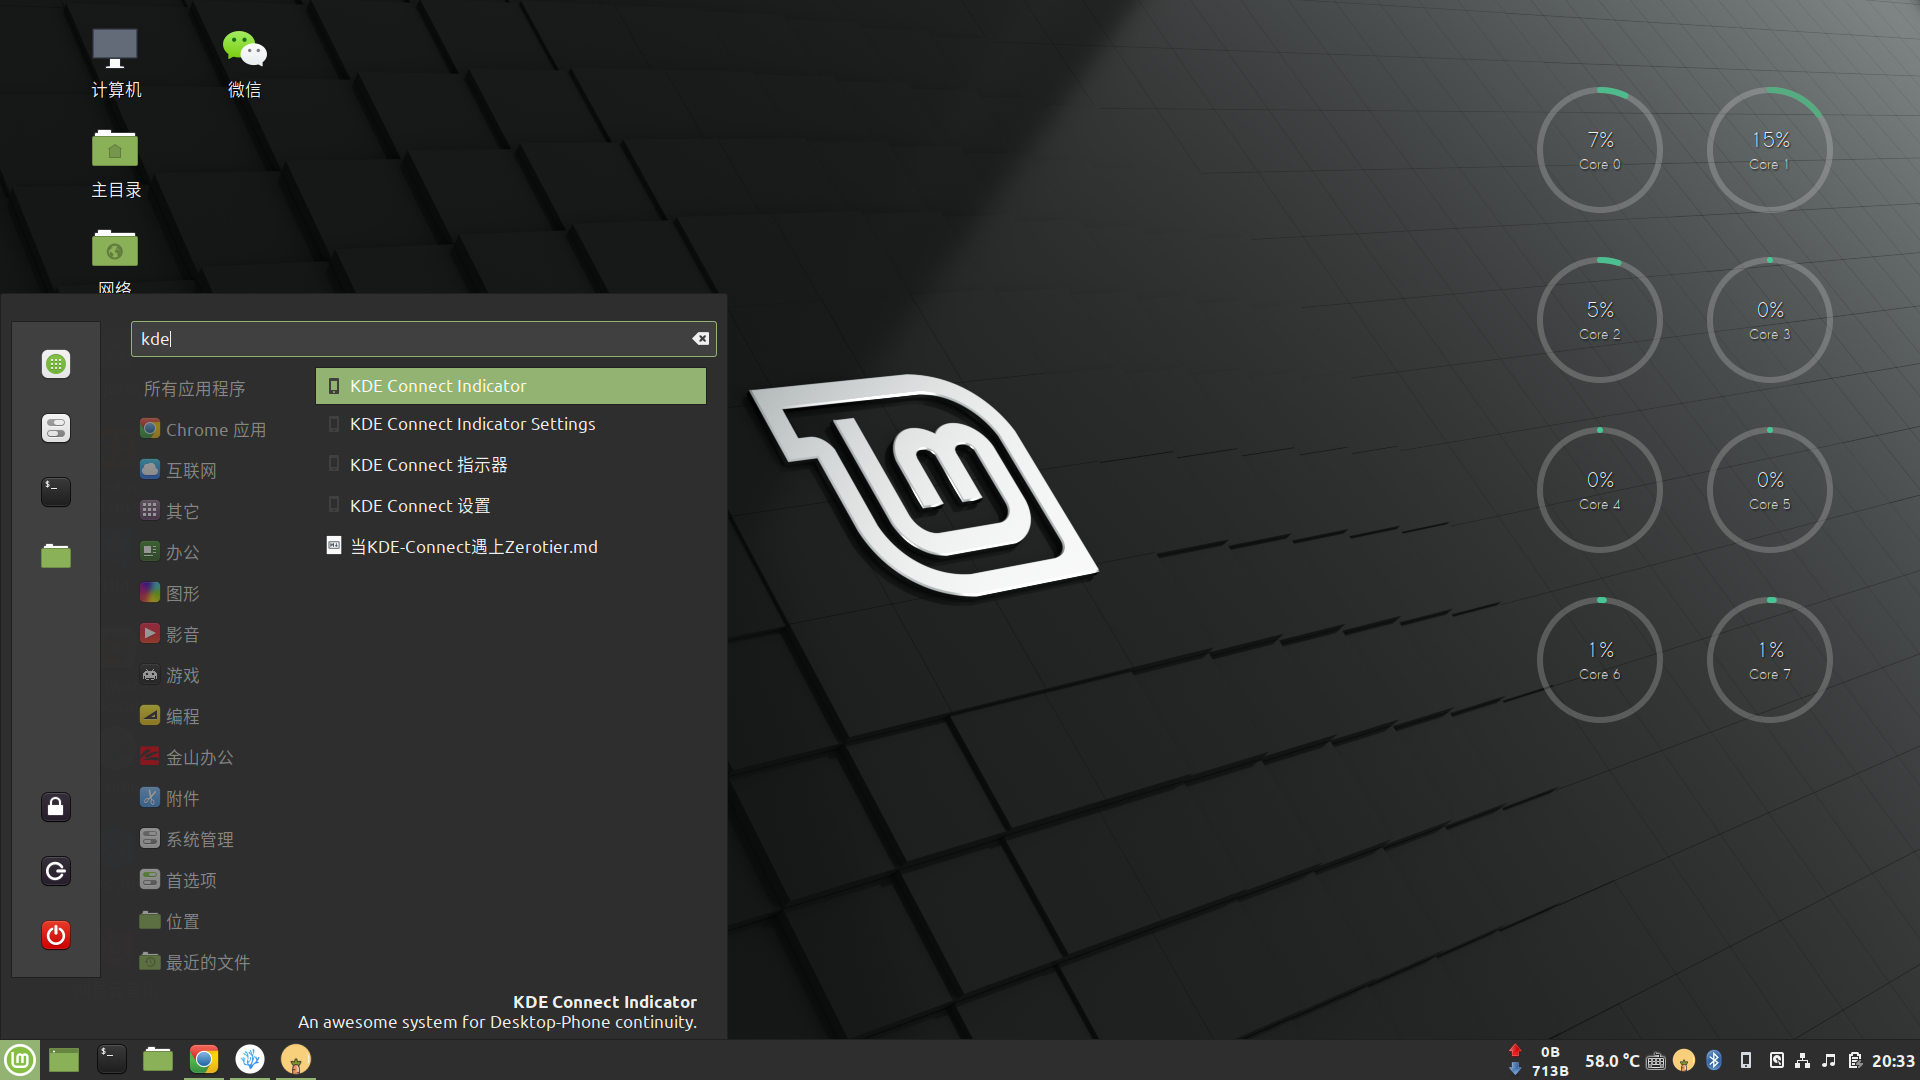 计算机
微信
主目录
网络
kde
所有应用程序
Chrome 应用
互联网
其它
办公
图形
影音
游戏
编程
金山办公
附件
系统管理
首选项
位置
最近的文件
KDE Connect Indicator
KDE Connect Indicator Settings
KDE Connect 指示器
KDE Connect 设置
当KDE-Connect遇上Zerotier.md
KDE Connect Indicator
An awesome system for Desktop-Phone continuity.
7%
Core 0
15%
Core 1
5%
Core 2
0%
Core 3
0%
Core 4
0%
Core 5
1%
Core 6
1%
Core 7
0B
713B
58.0 °C
20:33